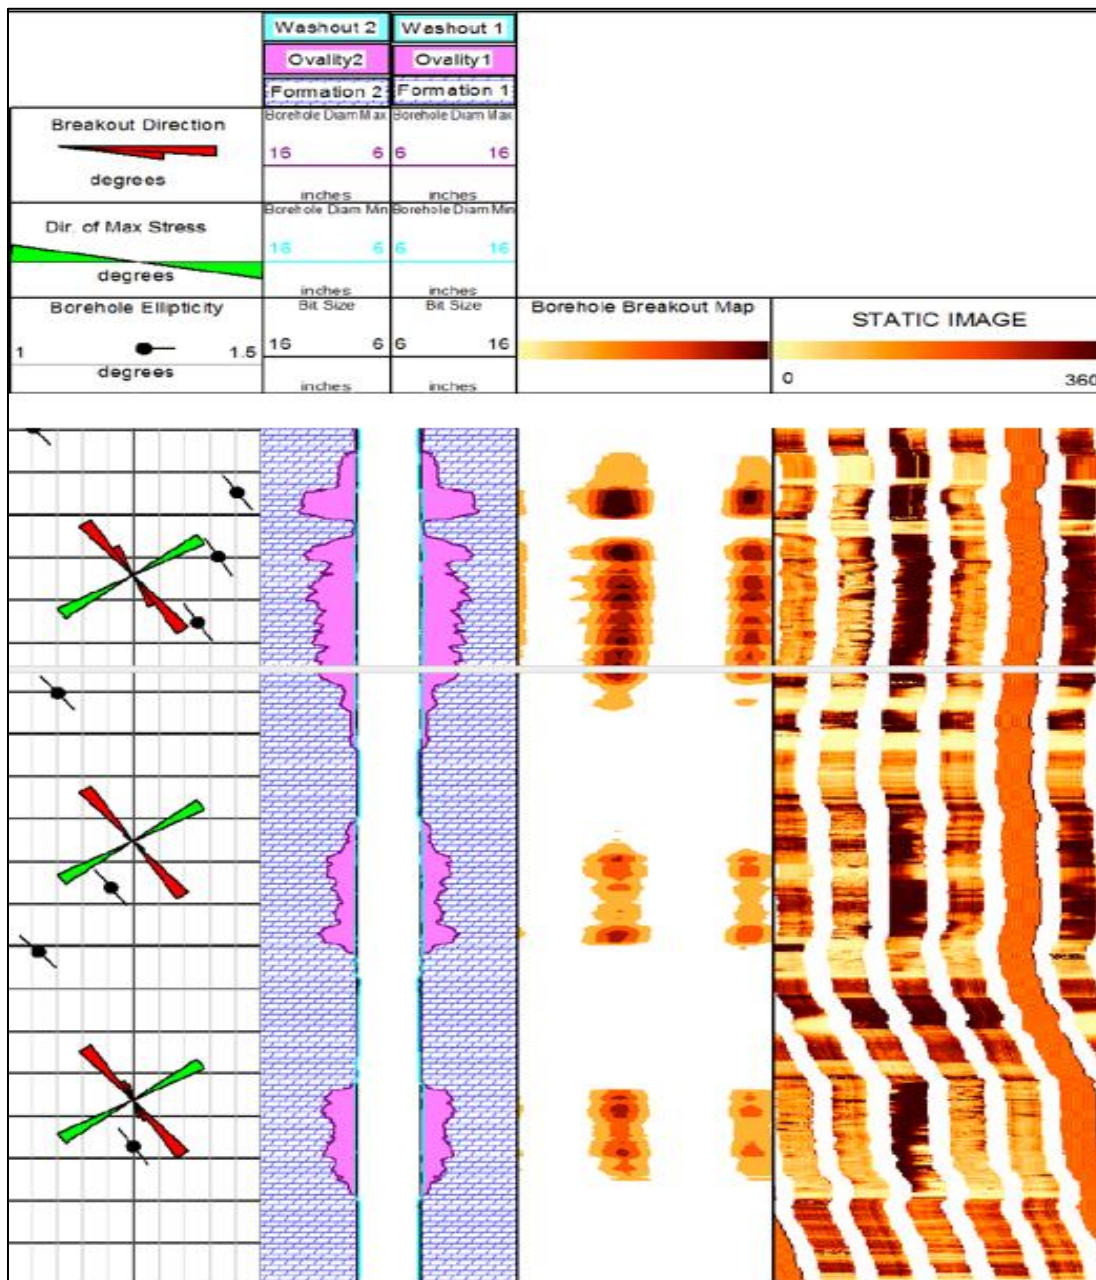 Washout 2 Washout 1
Ovality2 Ovality1
Formation 2 Formation 1
Breakout Direction
degrees
Borehole Diam Max Borehole Diam Max
16 6 6 16
inches inches
Dir. of Max Stress
degrees
Borehole Diam Min Borehole Diam Min
16 6 6 16
inches inches
Borehole Ellipticity
1 1.5
degrees
Bit Size Bit Size
16 6 6 16
inches inches
Borehole Breakout Map
STATIC IMAGE
0 360